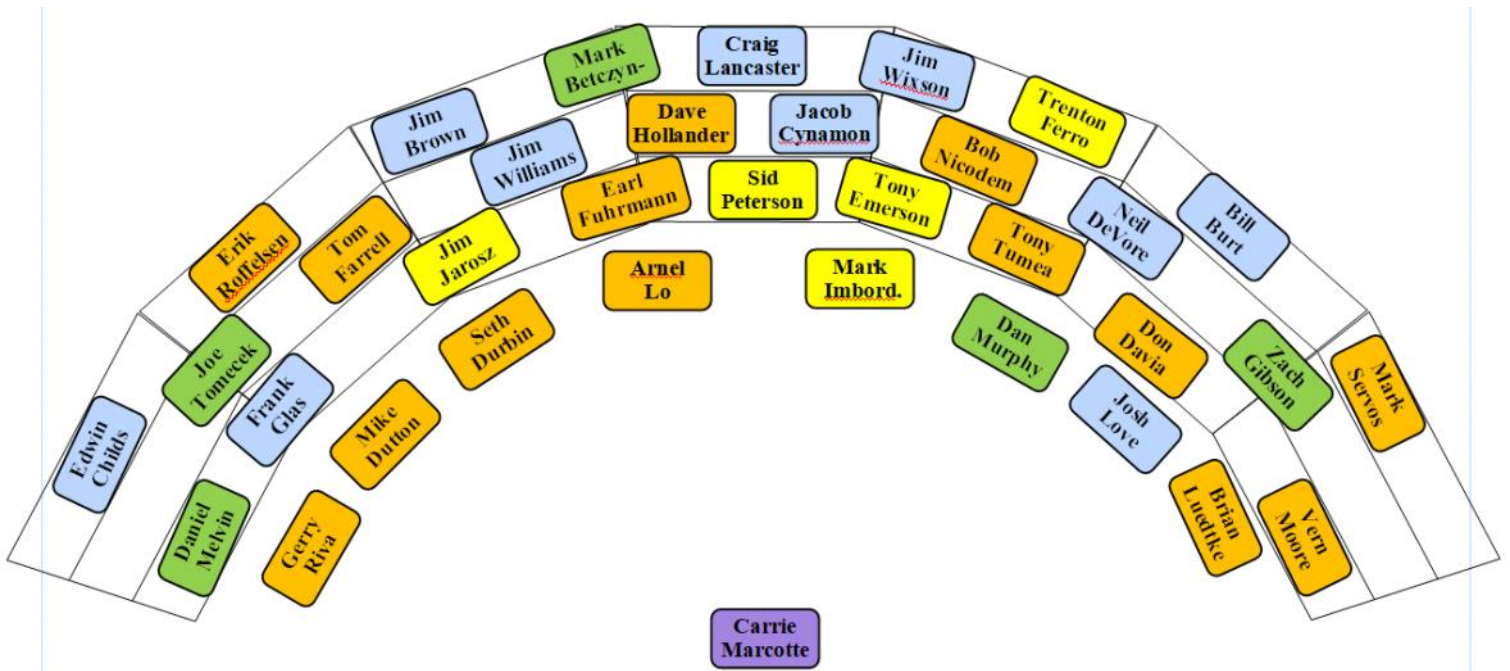 Craig
Lancaster
Mark
Betczyn-
Jim
Wixson
Trenton
Ferro
Jim
Brown
Dave
Hollander
Jacob
Cynamon
Bob
Nicodem
Jim
Williams
Earl
Fuhrmann
Sid
Peterson
Tony
Emerson
Neil
DeVore
Bill
Burt
Erik
Roffelsen
Tom
Farrell
Jim
Jarosz
Tony
Tumea
Arnel
Lo
Mark
Imbord.
Seth
Durbin
Dan
Murphy
Don
Davia
Joe
Tomecek
Frank
Glas
Zach
Gibson
Mark
Servos
Mike
Dutton
Josh
Love
Edwin
Childs
Daniel
Melvin
Gerry
Riva
Brian
Luedtke
Vern
Moore
Carrie
Marcotte